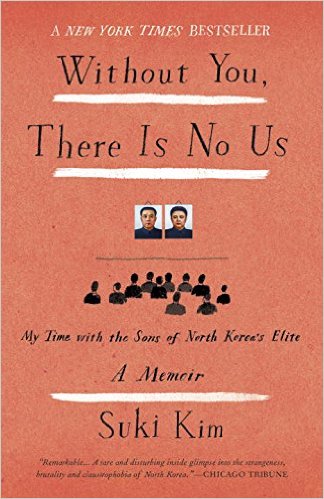 A NEW YORK TIMES BESTSELLER
Without You,
There Is No Us
My Time with the Sons of North Korea's Elite
A Memoir
Suki Kim
"Remarkable... A rare and disturbing inside glimpse into the strangeness,
brutality and claustrophobia of North Korea."—CHICAGO TRIBUNE